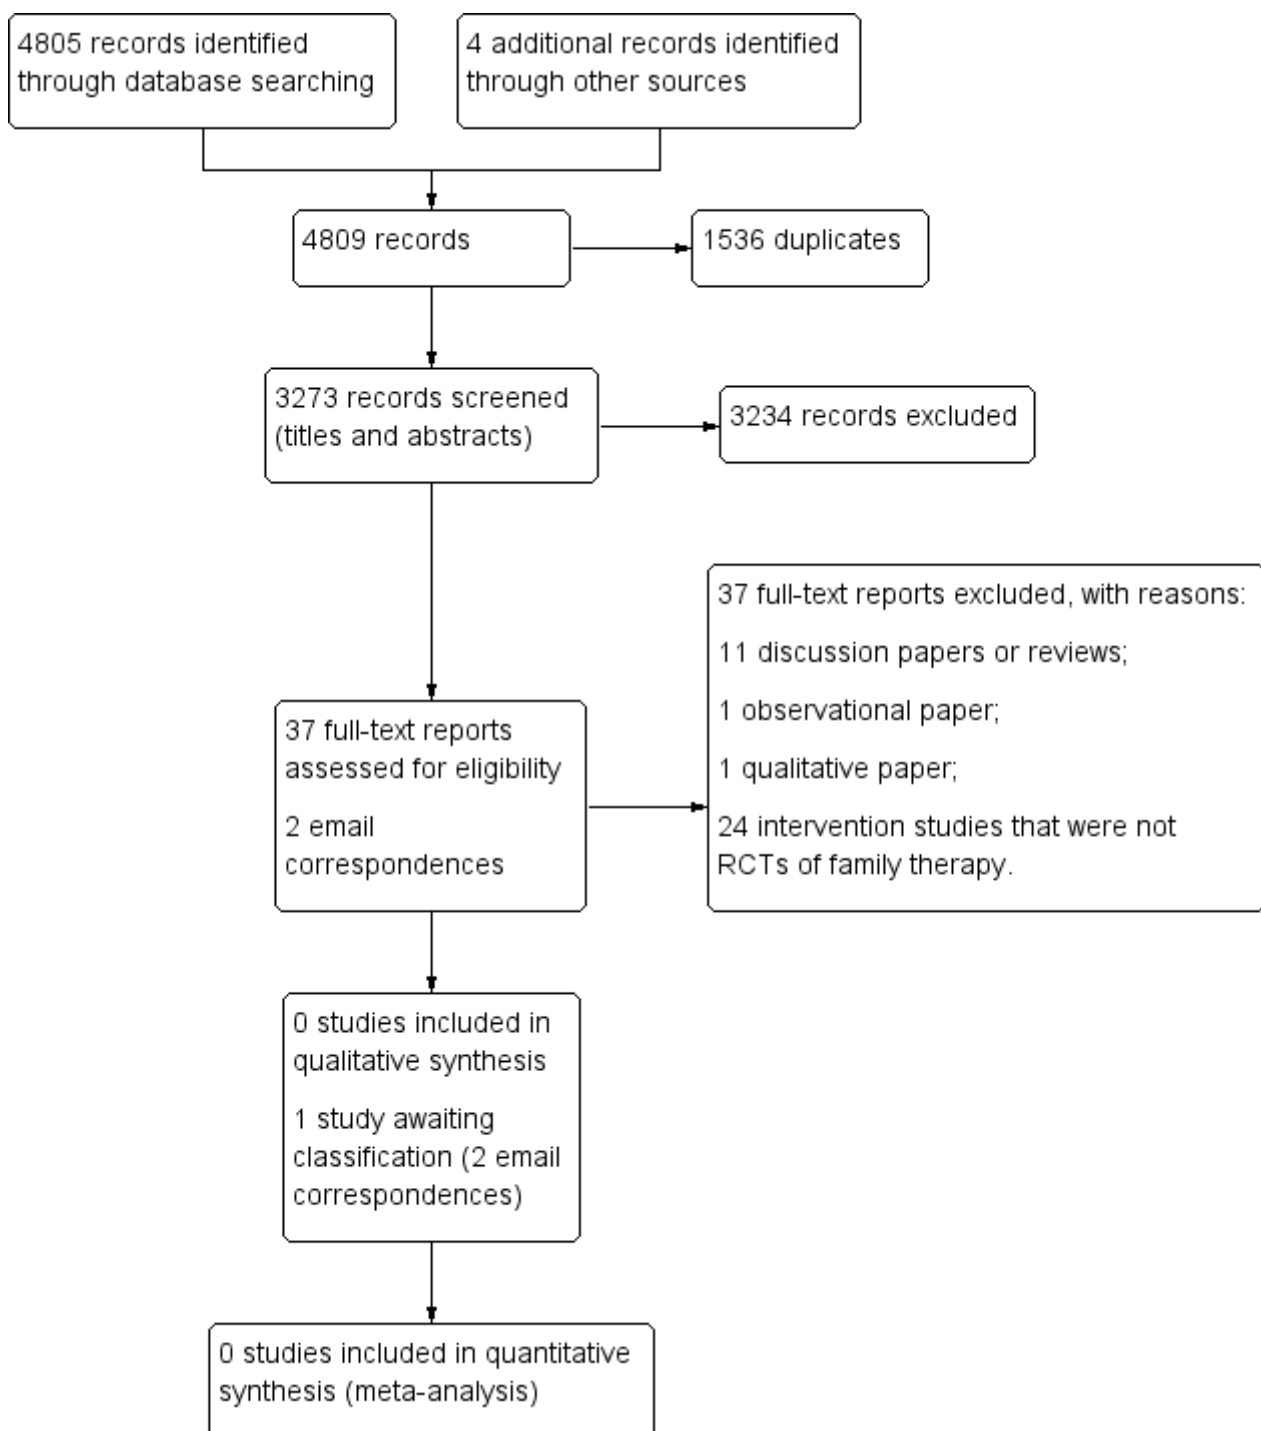 4805 records identified
through database searching
4 additional records identified
through other sources
4809 records
1536 duplicates
3273 records screened
(titles and abstracts)
3234 records excluded
37 full-text reports
assessed for eligibility
2 email
correspondences
37 full-text reports excluded, with reasons:
11 discussion papers or reviews;
1 observational paper;
1 qualitative paper;
24 intervention studies that were not
RCTs of family therapy.
0 studies included in
qualitative synthesis
1 study awaiting
classification (2 email
correspondences)
0 studies included in quantitative
synthesis (meta-analysis)